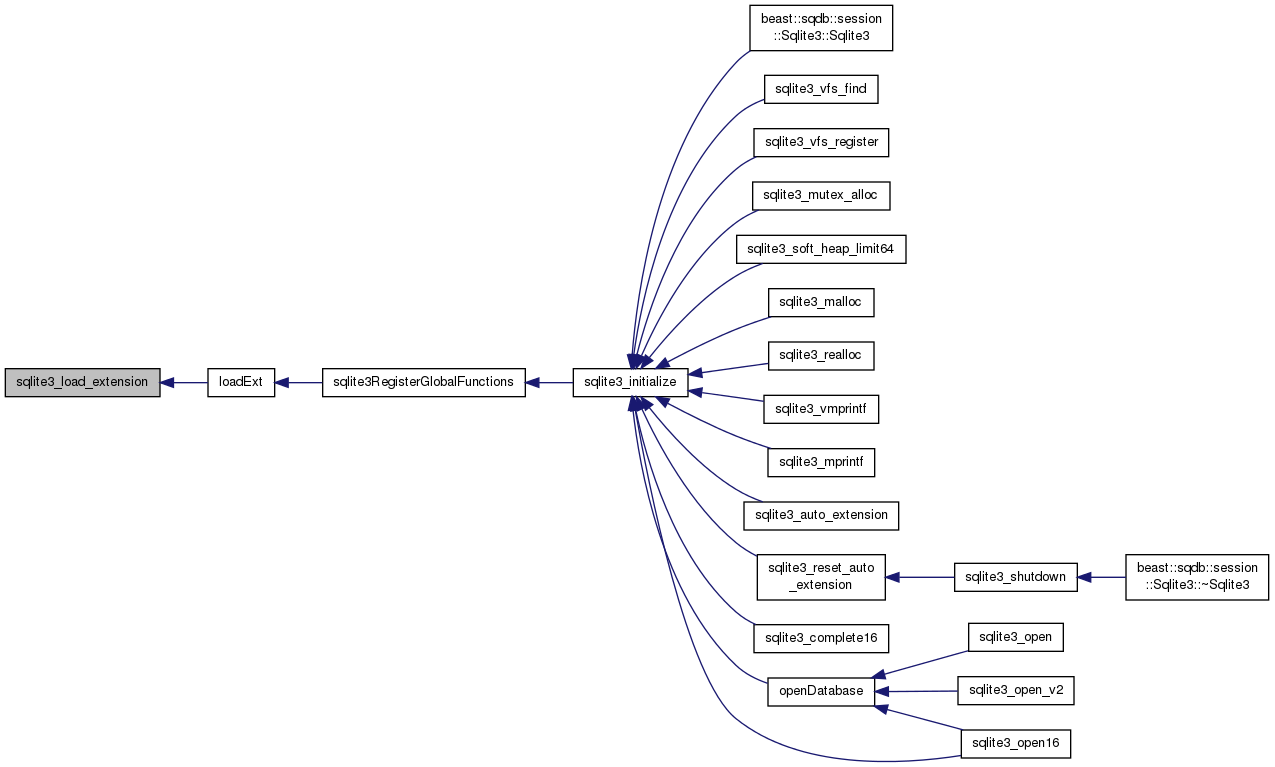 beast::sqdb::session
::Sqlite3::Sqlite3
sqlite3_vfs_find
sqlite3_vfs_register
sqlite3_mutex_alloc
sqlite3_soft_heap_limit64
sqlite3_malloc
sqlite3_realloc
sqlite3_load_extension
loadExt
sqlite3RegisterGlobalFunctions
sqlite3_initialize
sqlite3_vmprintf
sqlite3_mprintf
sqlite3_auto_extension
sqlite3_reset_auto
_extension
sqlite3_shutdown
beast::sqdb::session
::Sqlite3::~Sqlite3
sqlite3_complete16
sqlite3_open
openDatabase
sqlite3_open_v2
sqlite3_open16